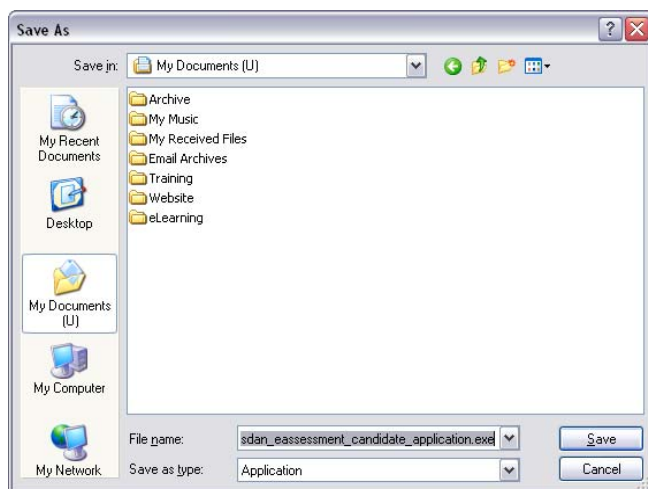 Save As
Save in:
My Documents (U)
My Recent
Documents
Desktop
My Documents
(U)
My Computer
My Network
Archive
My Music
My Received Files
Email Archives
Training
Website
eLearning
File name:
sdan_eassessment_candidate_application.exe
Save
Save as type:
Application
Cancel